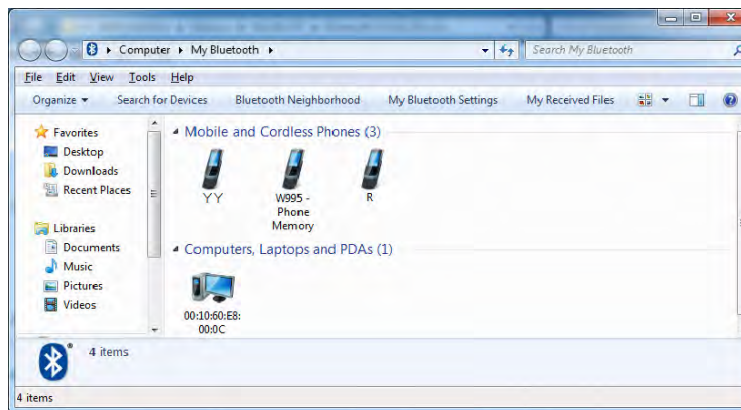 Computer ▸ My Bluetooth ▸
Search My Bluetooth
File Edit View Tools Help
Organize Search for Devices Bluetooth Neighborhood My Bluetooth Settings My Received Files
Favorites
Desktop
Downloads
Recent Places
Libraries
Documents
Music
Pictures
Videos
Mobile and Cordless Phones (3)
Y Y
W995 -
Phone
Memory
R
Computers, Laptops and PDAs (1)
00:10:60:E8:
00:0C
4 items
4 items